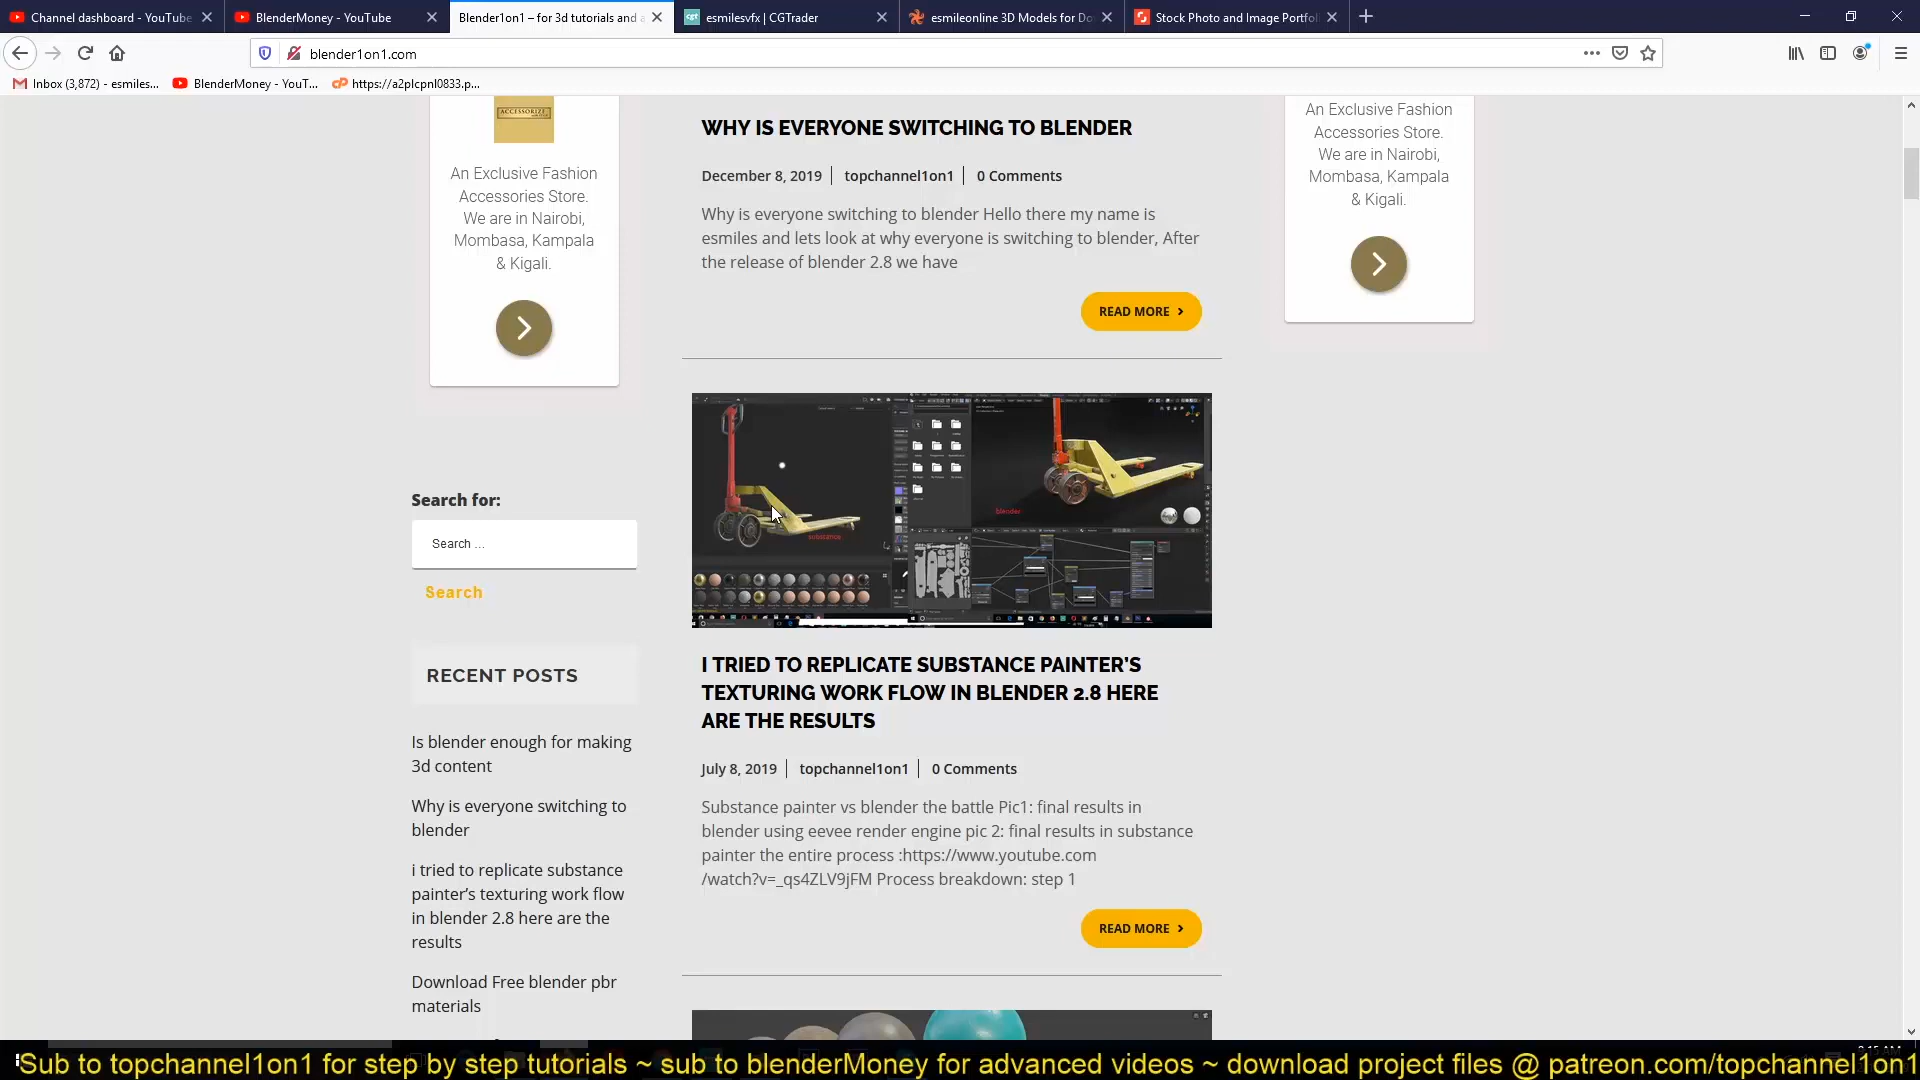 Channel dashboard - YouTube
BlenderMoney - YouTube
Blender1on1 – for 3d tutorials and a
esmilesvfx | CGTrader
esmileonline 3D Models for Do
Stock Photo and Image Portfol
blender1on1.com
Inbox (3,872) - esmiles...
BlenderMoney - YouT...
https://a2plcpnl0833.p...
ACCESSORIZE
An Exclusive Fashion
Accessories Store.
We are in Nairobi,
Mombasa, Kampala
& Kigali.
Search for:
Search ...
Search
RECENT POSTS
Is blender enough for making
3d content
Why is everyone switching to
blender
i tried to replicate substance
painter’s texturing work flow
in blender 2.8 here are the
results
Download Free blender pbr
materials
WHY IS EVERYONE SWITCHING TO BLENDER
December 8, 2019 | topchannel1on1 | 0 Comments
Why is everyone switching to blender Hello there my name is
esmiles and lets look at why everyone is switching to blender, After
the release of blender 2.8 we have
READ MORE
substance
blender
I TRIED TO REPLICATE SUBSTANCE PAINTER’S
TEXTURING WORK FLOW IN BLENDER 2.8 HERE
ARE THE RESULTS
July 8, 2019 | topchannel1on1 | 0 Comments
Substance painter vs blender the battle Pic1: final results in
blender using eevee render engine pic 2: final results in substance
painter the entire process :https://www.youtube.com
/watch?v=_qs4ZLV9jFM Process breakdown: step 1
READ MORE
An Exclusive Fashion
Accessories Store.
We are in Nairobi,
Mombasa, Kampala
& Kigali.
Sub to topchannel1on1 for step by step tutorials ~ sub to blenderMoney for advanced videos ~ download project files @ patreon.com/topchannel1on1